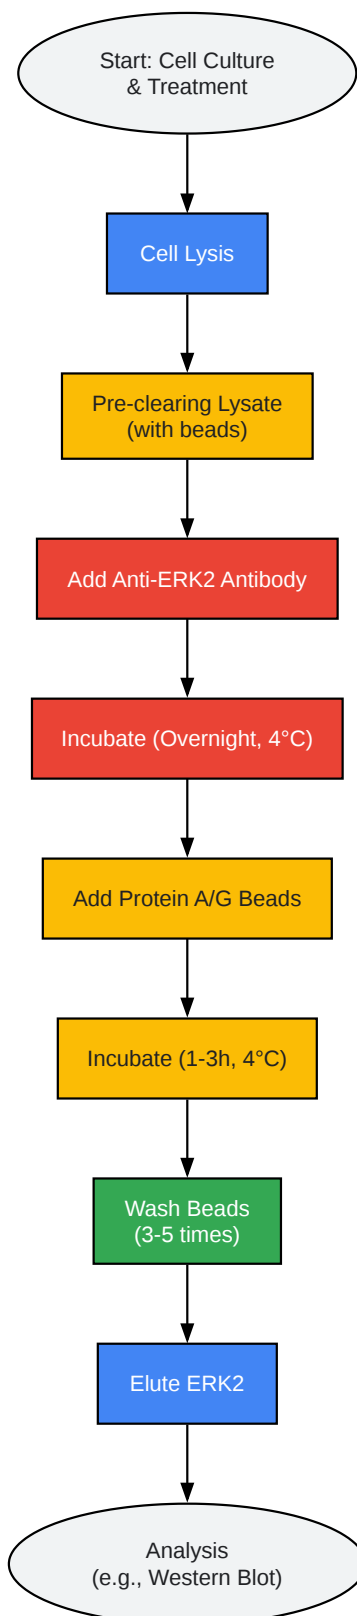 Start: Cell Culture
& Treatment
Cell Lysis
Pre-clearing Lysate
(with beads)
Add Anti-ERK2 Antibody
Incubate (Overnight, 4°C)
Add Protein A/G Beads
Incubate (1-3h, 4°C)
Wash Beads
(3-5 times)
Elute ERK2
Analysis
(e.g., Western Blot)